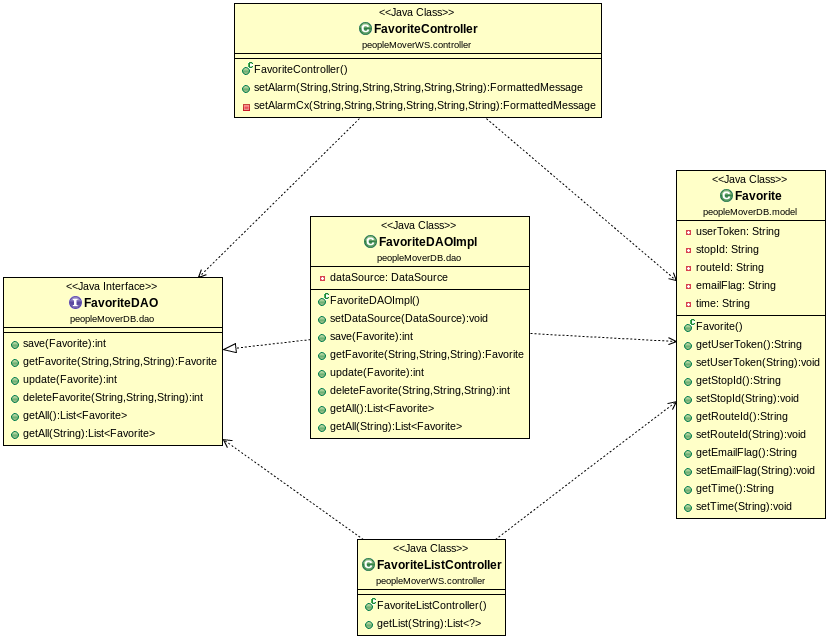 <<Java Class>>
FavoriteController
peopleMoverWS.controller
FavoriteController()
setAlarm(String,String,String,String,String,String):FormattedMessage
setAlarmCx(String,String,String,String,String,String):FormattedMessage
<<Java Class>>
Favorite
peopleMoverDB.model
userToken: String
stopId: String
routeId: String
emailFlag: String
time: String
Favorite()
getUserToken():String
setUserToken(String):void
getStopId():String
setStopId(String):void
getRouteId():String
setRouteId(String):void
getEmailFlag():String
setEmailFlag(String):void
getTime():String
setTime(String):void
<<Java Class>>
FavoriteDAOImpl
peopleMoverDB.dao
dataSource: DataSource
FavoriteDAOImpl()
setDataSource(DataSource):void
save(Favorite):int
getFavorite(String,String,String):Favorite
update(Favorite):int
deleteFavorite(String,String,String):int
getAll():List<Favorite>
getAll(String):List<Favorite>
<<Java Interface>>
FavoriteDAO
peopleMoverDB.dao
save(Favorite):int
getFavorite(String,String,String):Favorite
update(Favorite):int
deleteFavorite(String,String,String):int
getAll():List<Favorite>
getAll(String):List<Favorite>
<<Java Class>>
FavoriteListController
peopleMoverWS.controller
FavoriteListController()
getList(String):List<?>